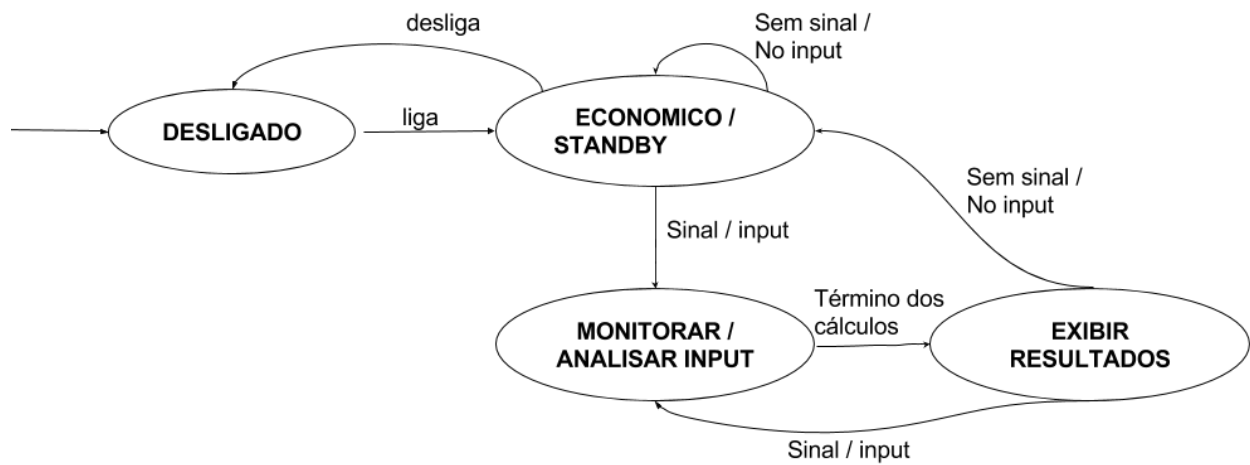 desliga
Sem sinal /
No input
DESLIGADO
liga
ECONOMICO /
STANDBY
Sem sinal /
No input
Sinal / input
MONITORAR /
ANALISAR INPUT
Término dos
cálculos
EXIBIR
RESULTADOS
Sinal / input